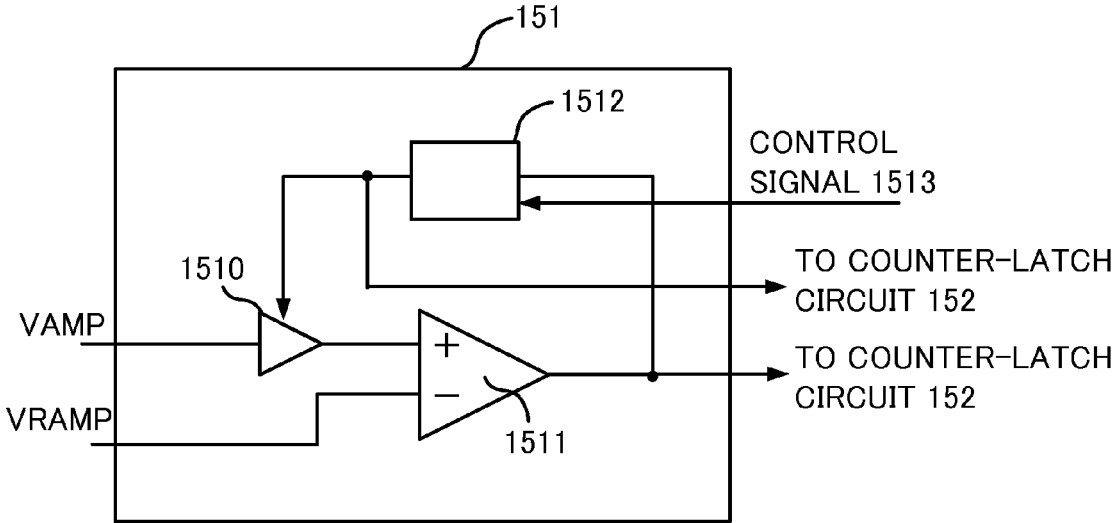 151
1512
CONTROL
SIGNAL 1513
1510
TO COUNTER-LATCH
CIRCUIT 152
VAMP
+
TO COUNTER-LATCH
CIRCUIT 152
−
VRAMP
1511